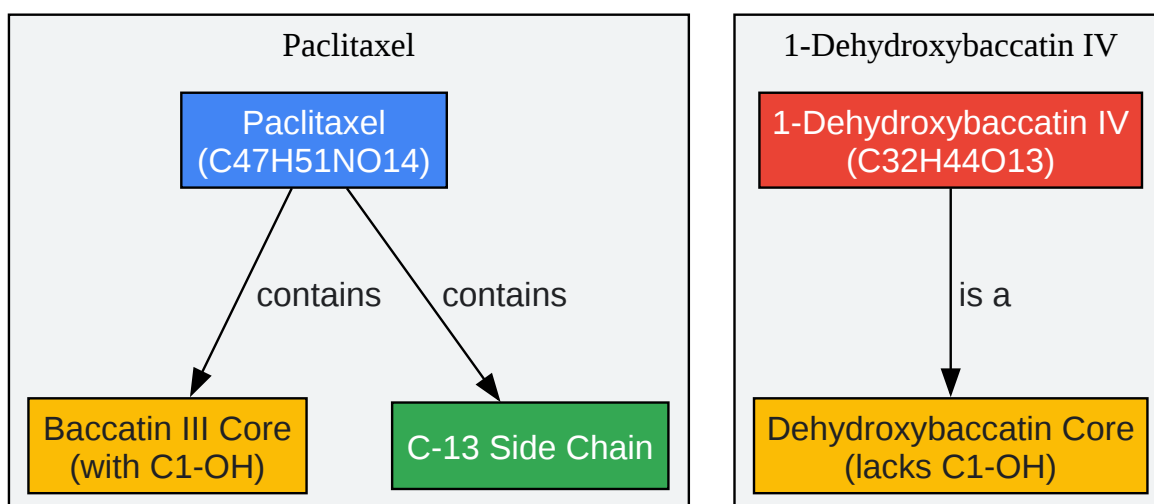 Paclitaxel
Paclitaxel
(C47H51NO14)
contains
contains
Baccatin III Core
(with C1-OH)
C-13 Side Chain
1-Dehydroxybaccatin IV
1-Dehydroxybaccatin IV
(C32H44O13)
is a
Dehydroxybaccatin Core
(lacks C1-OH)